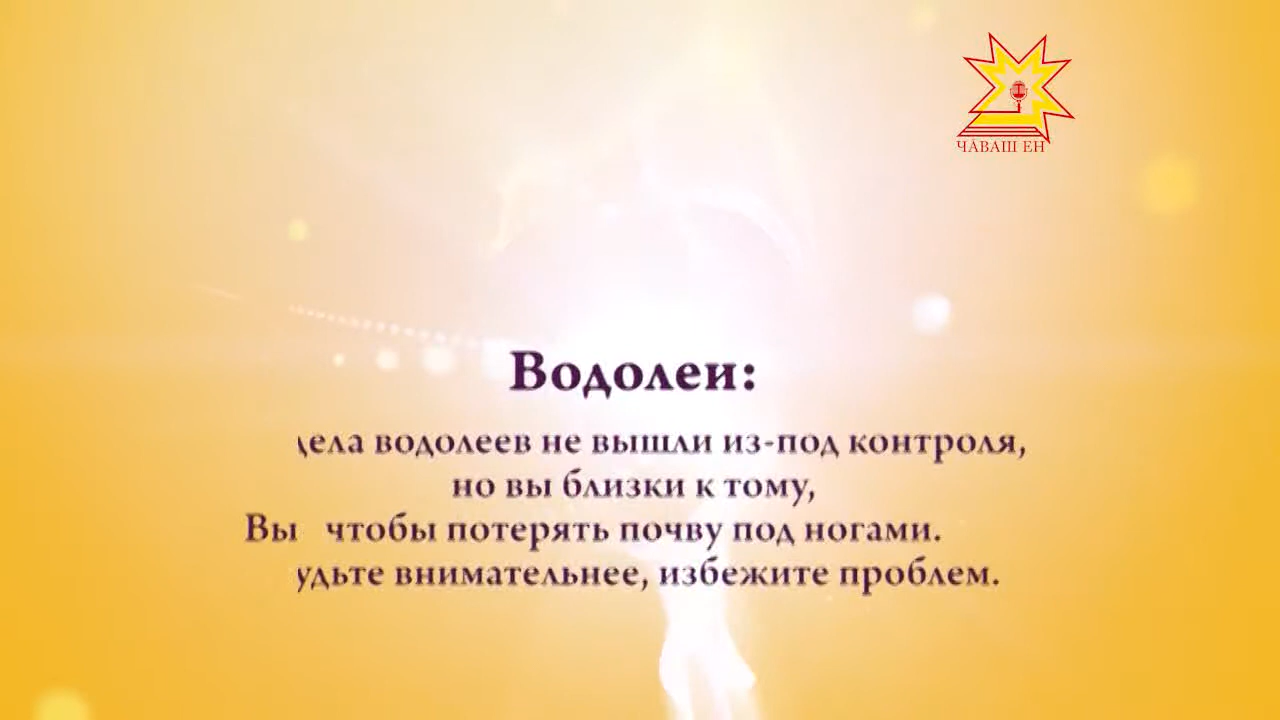 ЧӐВАШ ЕН
Водолеи:
дела водолеев не вышли из-под контроля,
но вы близки к тому,
Вы чтобы потерять почву под ногами.
удьте внимательнее, избежите проблем.